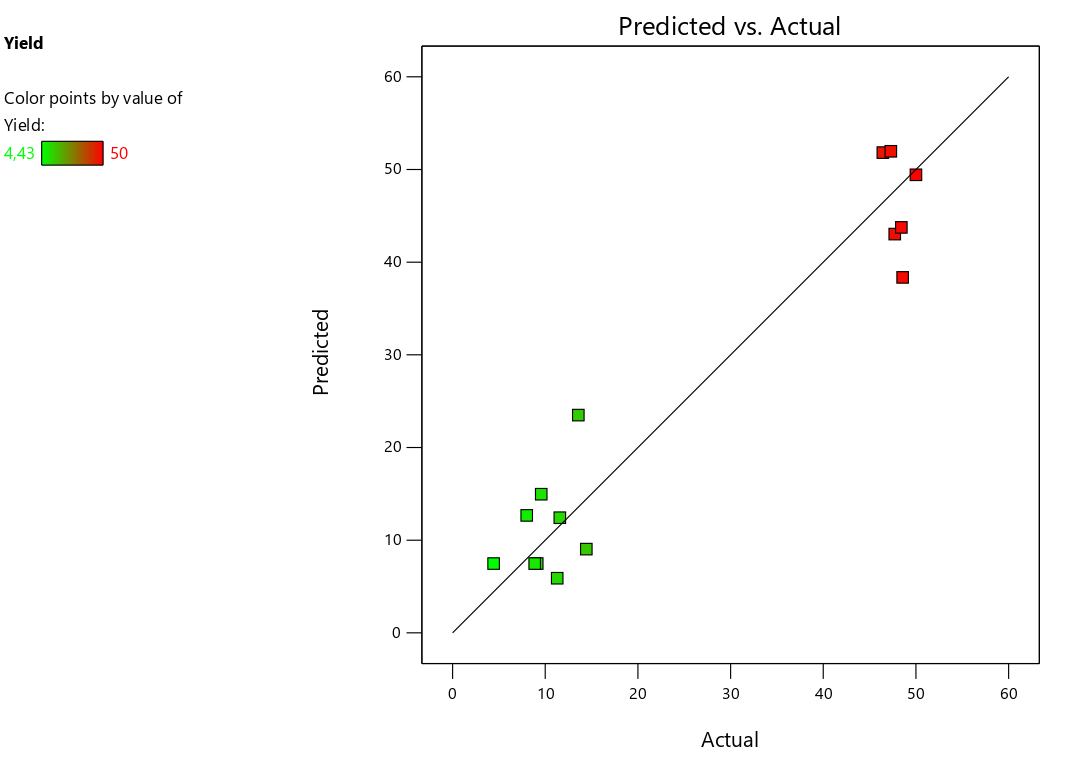 Predicted vs. Actual
Yield
Color points by value of
Yield:
4,43 50
Predicted
60
50
40
30
20
10
0
0 10 20 30 40 50 60
Actual